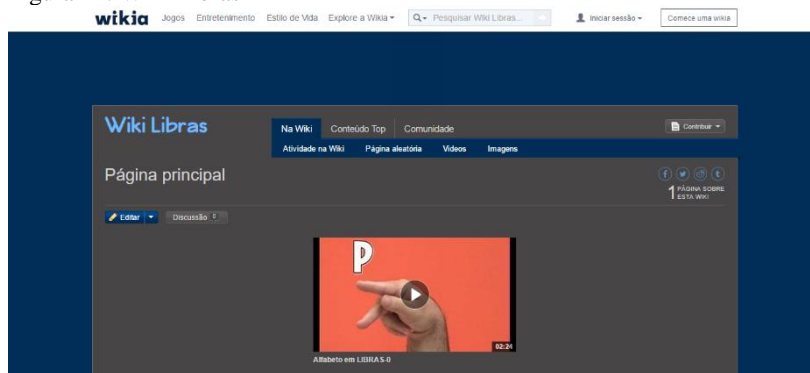 wikia Jogos Entretenimento Estilo de Vida Explore a Wikia Pesquisar Wiki Libras... Iniciar sessão Comece uma wikia
Wiki Libras
Na Wiki Conteúdo Top Comunidade Contribuir
Atividade na Wiki Página aleatória Videos Imagens
Página principal
1 PÁGINA SOBRE ESTA WIKI
Editar Discussão 0
P
02:24
Alfabeto em LIBRAS-0